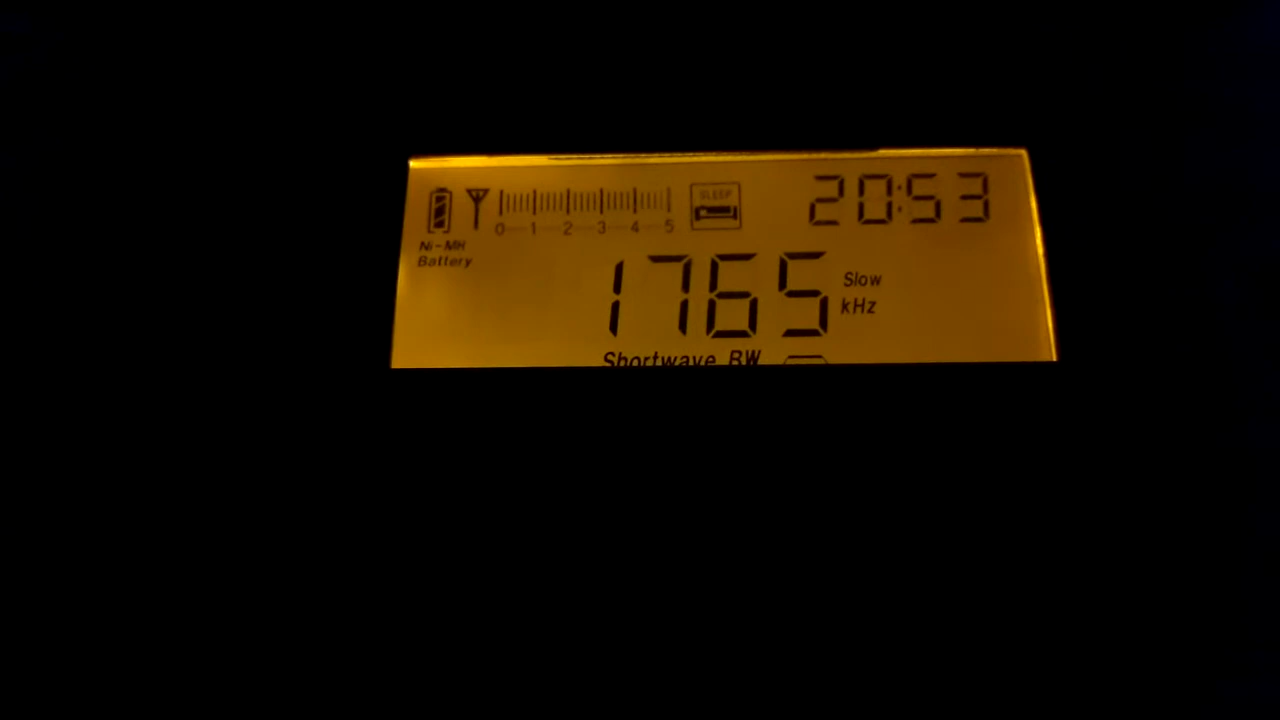 SLEEP 20:53
0 1 2 3 4 5
Ni-MH
Battery
1765 Slow
kHz
Shortwave BW